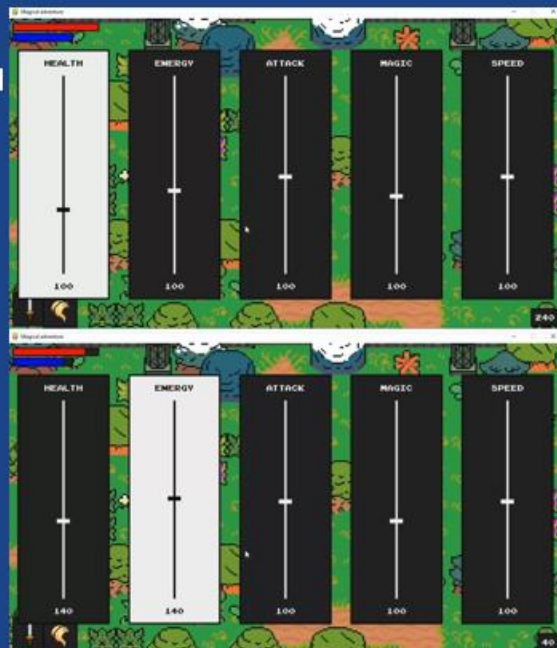 Magical adventure
HEALTH ENERGY ATTACK MAGIC SPEED
100 100 100 100 100
240
Magical adventure
HEALTH ENERGY ATTACK MAGIC SPEED
140 140 100 100 100
40